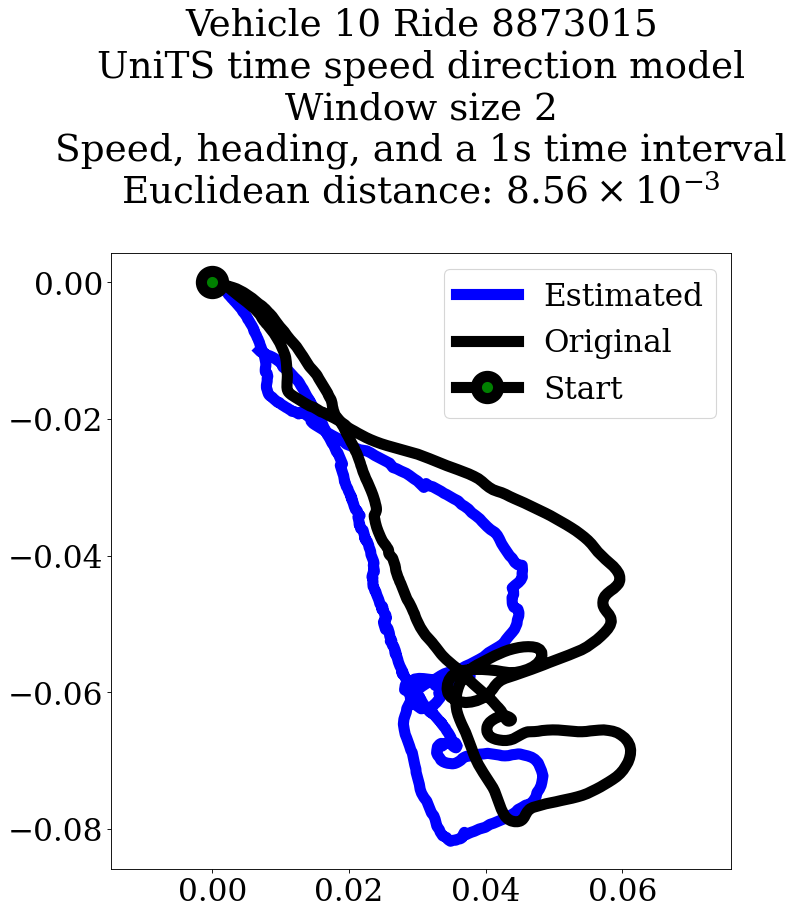 Vehicle 10 Ride 8873015
UniTS time speed direction model
Window size 2
Speed, heading, and a 1s time interval
Euclidean distance: 8.56 × 10⁻³
Estimated
Original
Start
0.00
−0.02
−0.04
−0.06
−0.08
0.00 0.02 0.04 0.06